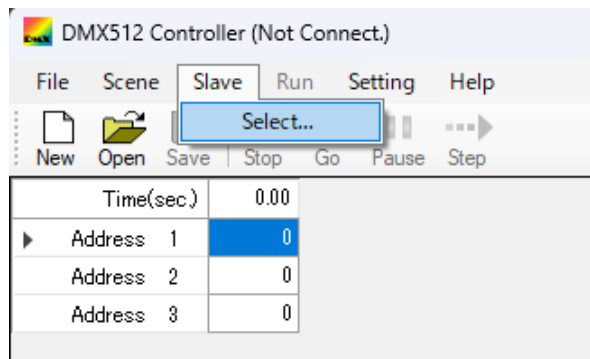 DMX512 Controller (Not Connect.)
File Scene Slave Run Setting Help
Select...
New Open Save Stop Go Pause Step
Time(sec.) 0.00
Address 1 0
Address 2 0
Address 3 0